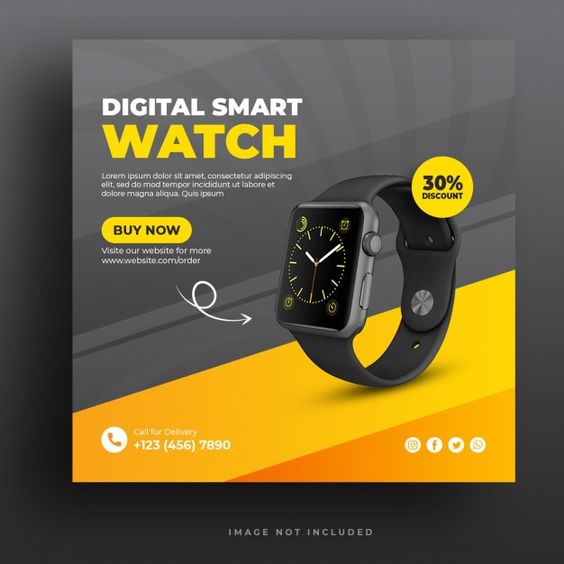 DIGITAL SMART
WATCH
Lorem ipsum dolor sit amet, consectetur adipiscing
elit, sed do eiusmod tempor incididunt ut labore et
dolore magna aliqua. Quis ipsum
BUY NOW
Visite our website for more
www.website.com/order
30%
DISCOUNT
Call for Delivery
+123 (456) 7890
IMAGE NOT INCLUDED